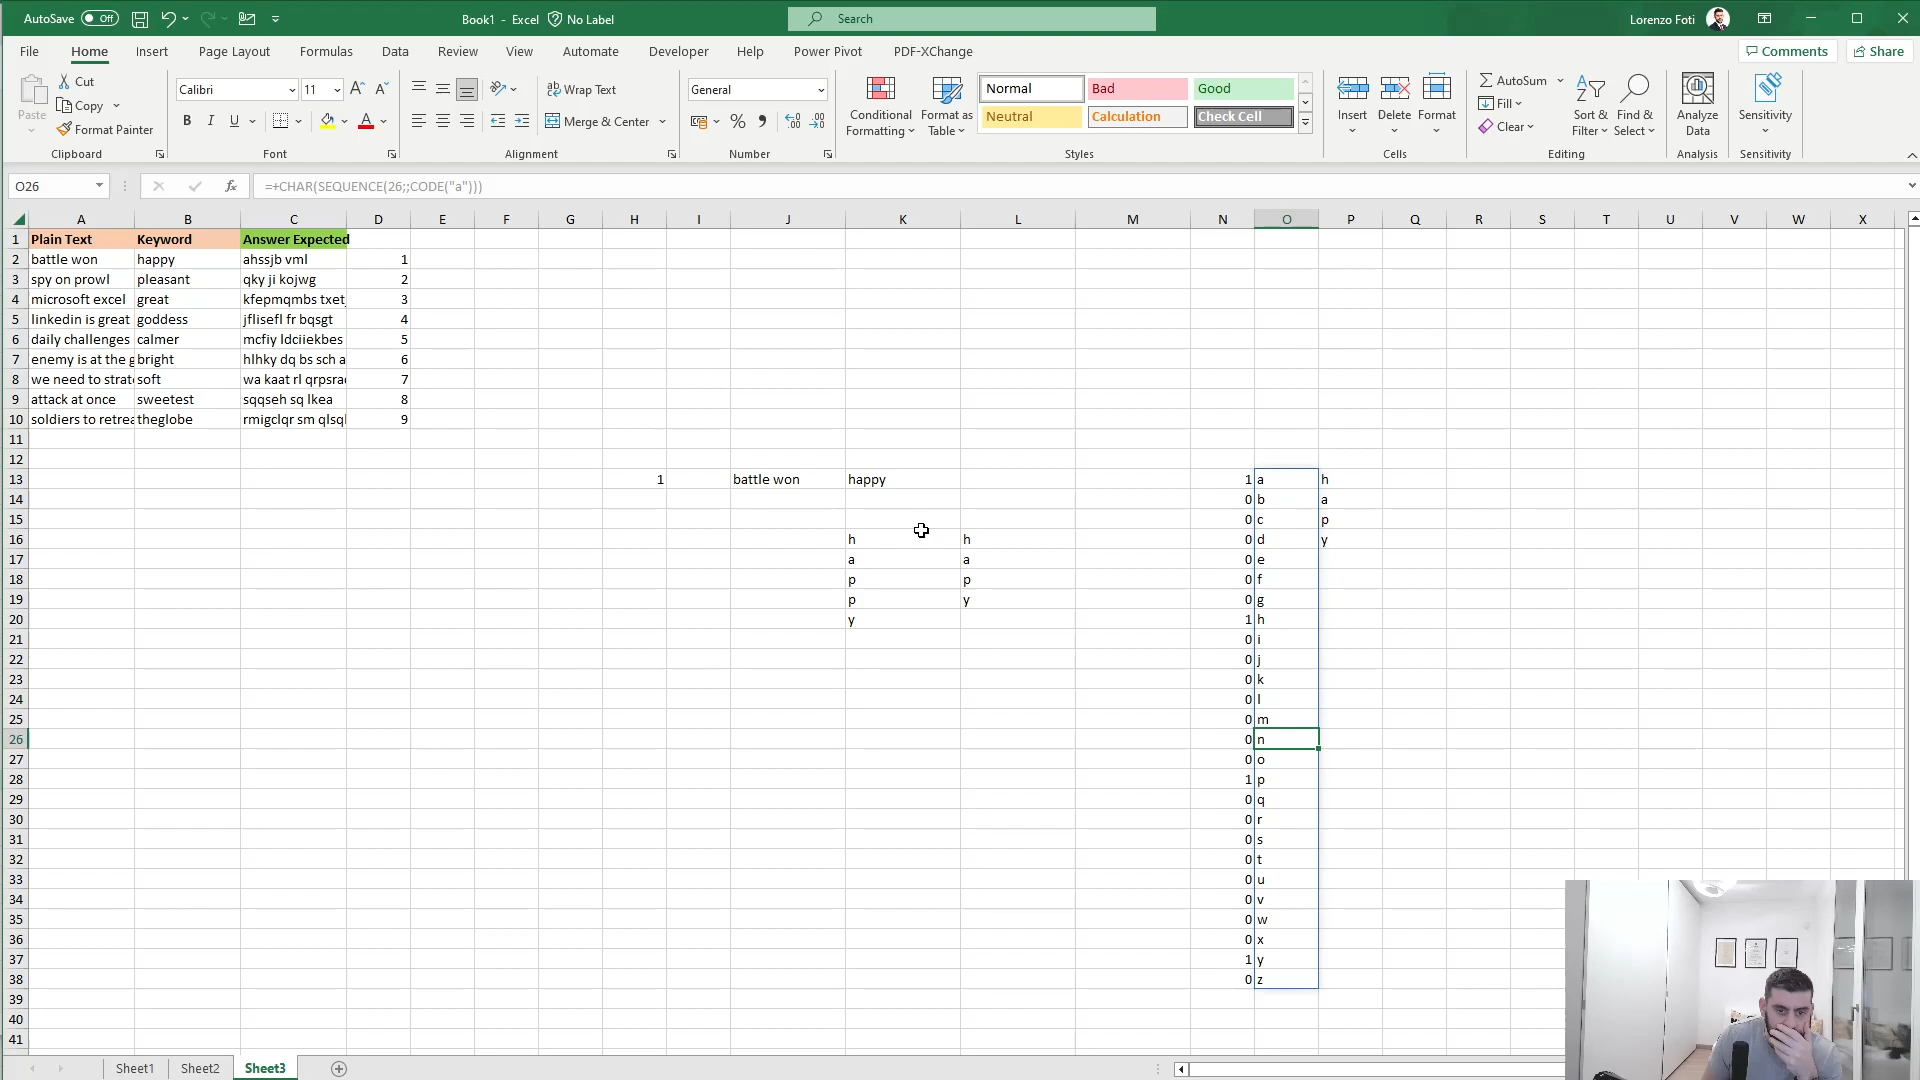 AutoSave Off Book1 - Excel No Label Search Lorenzo Foti
File Home Insert Page Layout Formulas Data Review View Automate Developer Help Power Pivot PDF-XChange Comments Share
Paste Cut Copy Format Painter
Calibri 11 B I U
Wrap Text Merge & Center
General
Conditional Formatting Format as Table
Normal Bad Good
Neutral Calculation Check Cell
Insert Delete Format
AutoSum Fill Clear Sort & Filter Find & Select
Analyze Data Sensitivity
Clipboard Font Alignment Number Styles Cells Editing Analysis Sensitivity
O26 fx =+CHAR(SEQUENCE(26;;CODE("a")))
A B C D E F G H I J K L M N O P Q R S T U V W X
1 Plain Text Keyword Answer Expected
2 battle won happy ahssjb vml 1
3 spy on prowl pleasant qky ji kojwg 2
4 microsoft excel great kfepmqmbs txet 3
5 linkedin is great goddess jflisefl fr bqsgt 4
6 daily challenges calmer mcfiy ldciiekbes 5
7 enemy is at the g bright hlhky dq bs sch a 6
8 we need to strat soft wa kaat rl qrpsra 7
9 attack at once sweetest sqqseh sq lkea 8
10 soldiers to retrea theglobe rmigclqr sm qlsql 9
11
12
13 1 battle won happy 1 a h
14 0 b a
15 0 c p
16 h h 0 d y
17 a a 0 e
18 p p 0 f
19 p y 0 g
20 y 1 h
21 0 i
22 0 j
23 0 k
24 0 l
25 0 m
26 0 n
27 0 o
28 1 p
29 0 q
30 0 r
31 0 s
32 0 t
33 0 u
34 0 v
35 0 w
36 0 x
37 1 y
38 0 z
39
40
41
Sheet1 Sheet2 Sheet3